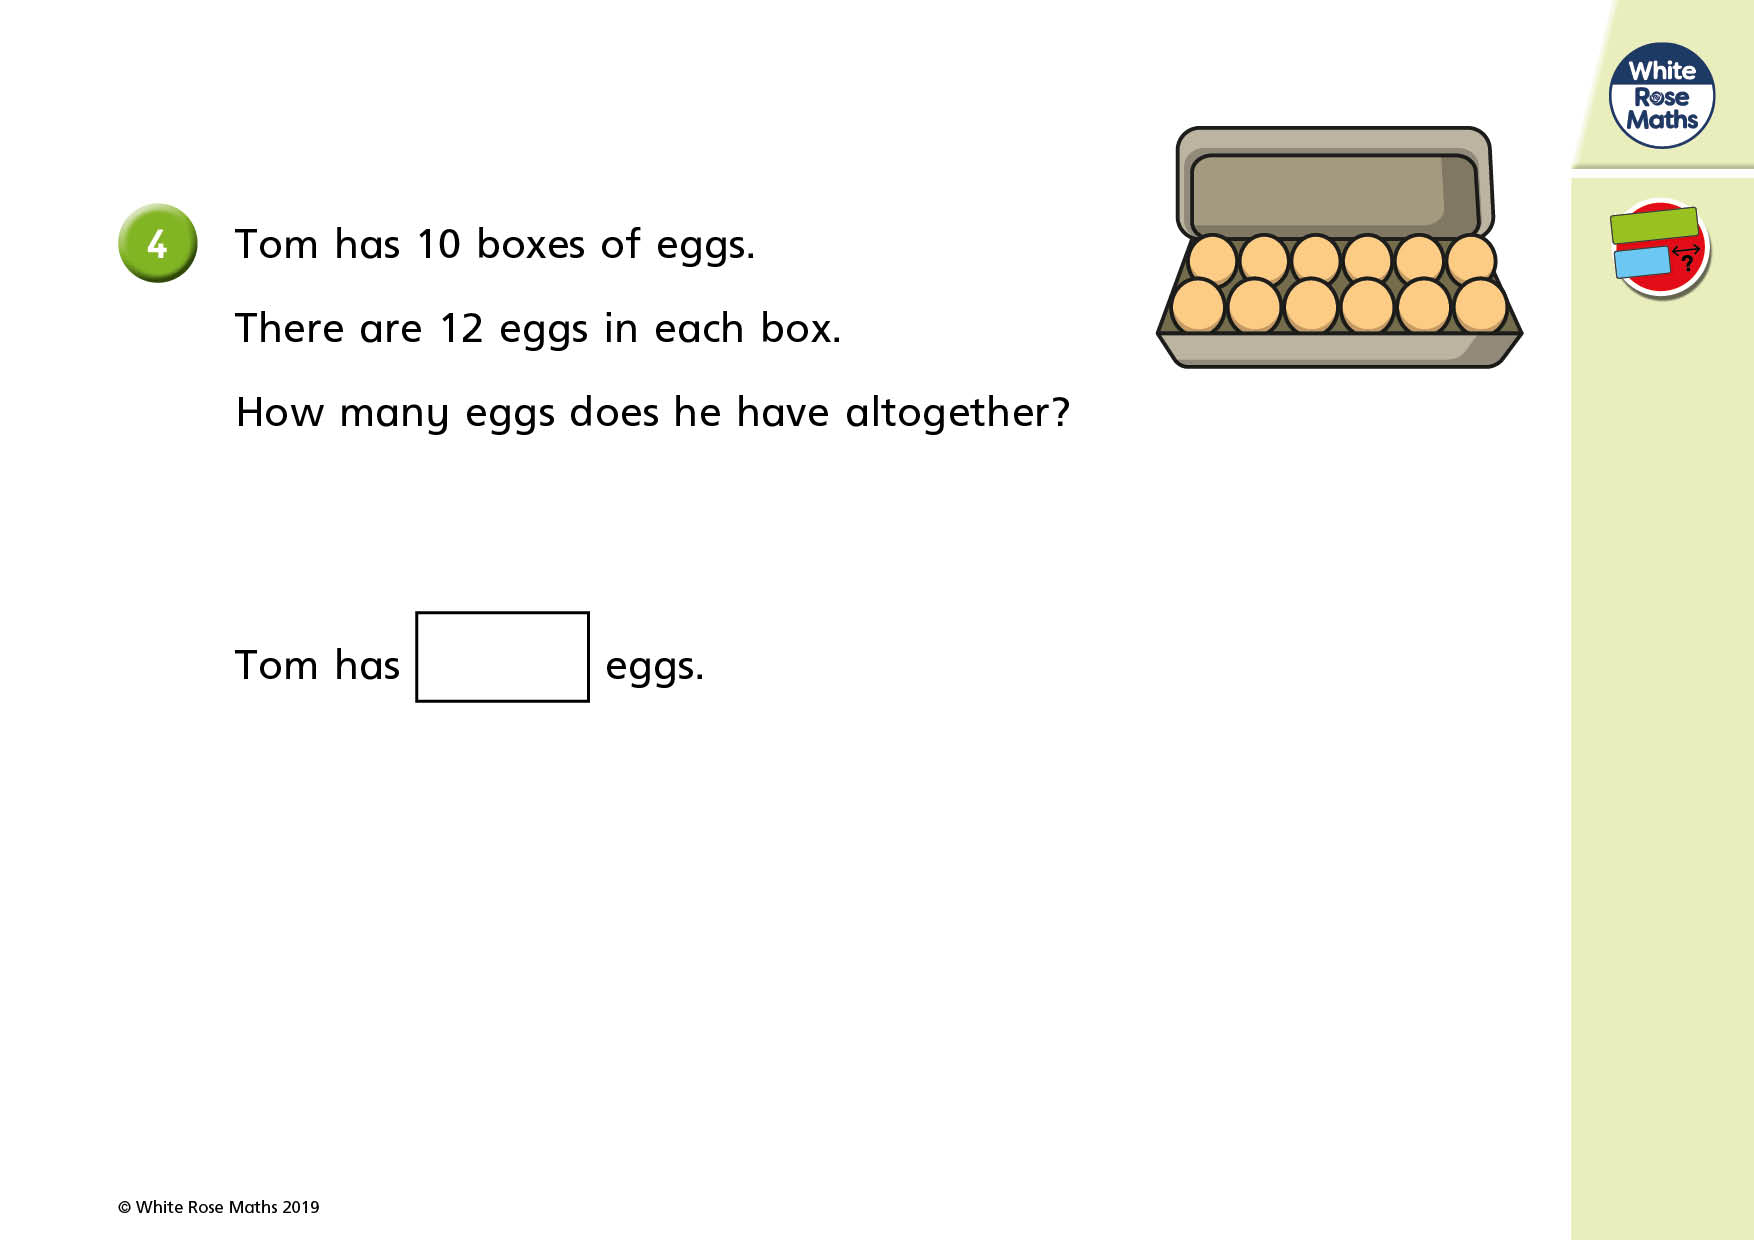 White
Rose
Maths
4
Tom has 10 boxes of eggs.
There are 12 eggs in each box.
How many eggs does he have altogether?
?
Tom has eggs.
© White Rose Maths 2019